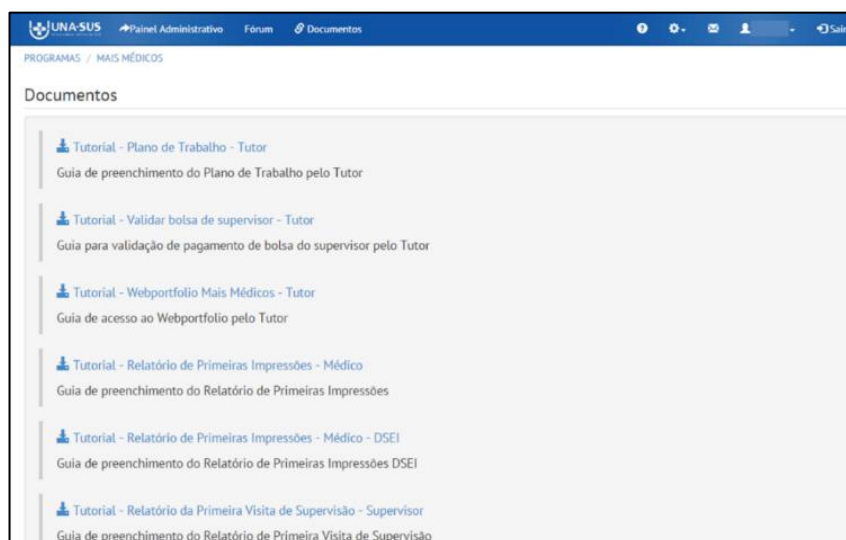 UNA-SUS Painel Administrativo Fórum Documentos Sair
PROGRAMAS / MAIS MÉDICOS
Documentos
Tutorial - Plano de Trabalho - Tutor
Guia de preenchimento do Plano de Trabalho pelo Tutor
Tutorial - Validar bolsa de supervisor - Tutor
Guia para validação de pagamento de bolsa do supervisor pelo Tutor
Tutorial - Webportfolio Mais Médicos - Tutor
Guia de acesso ao Webportfolio pelo Tutor
Tutorial - Relatório de Primeiras Impressões - Médico
Guia de preenchimento do Relatório de Primeiras Impressões
Tutorial - Relatório de Primeiras Impressões - Médico - DSEI
Guia de preenchimento do Relatório de Primeiras Impressões DSEI
Tutorial - Relatório da Primeira Visita de Supervisão - Supervisor
Guia de preenchimento do Relatório de Primeira Visita de Supervisão